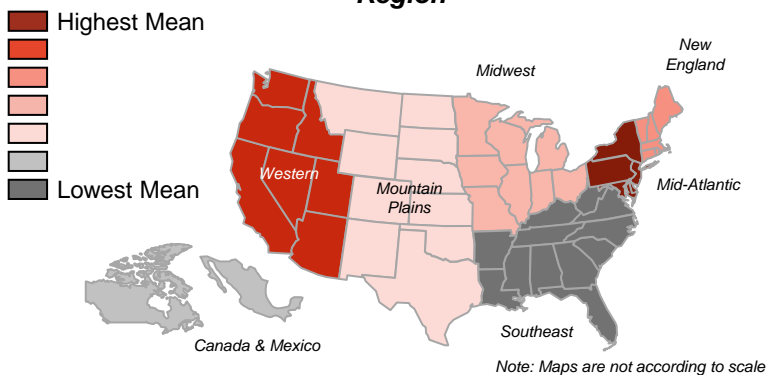 Region
Highest Mean
New
England
Midwest
Western
Mountain
Plains
Mid-Atlantic
Lowest Mean
Southeast
Canada & Mexico
Note: Maps are not according to scale